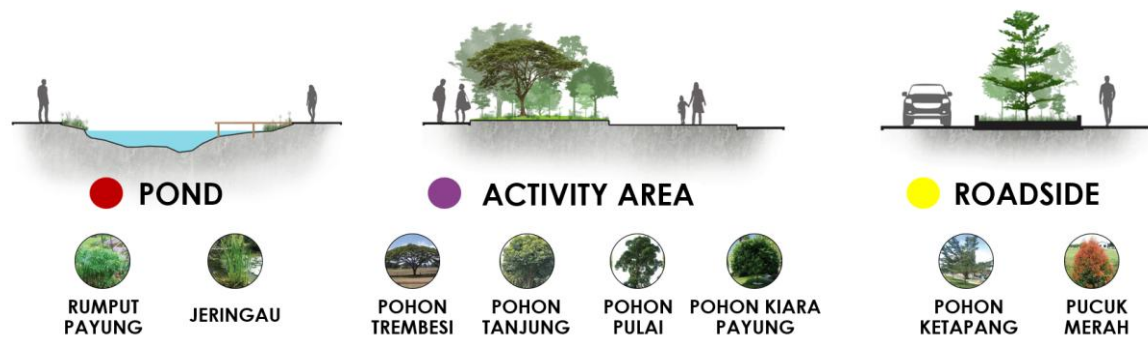 POND
ACTIVITY AREA
ROADSIDE
RUMPUT
PAYUNG
JERINGAU
POHON
TREMBESI
POHON
TANJUNG
POHON
PULAI
POHON KIARA
PAYUNG
POHON
KETAPANG
PUCUK
MERAH